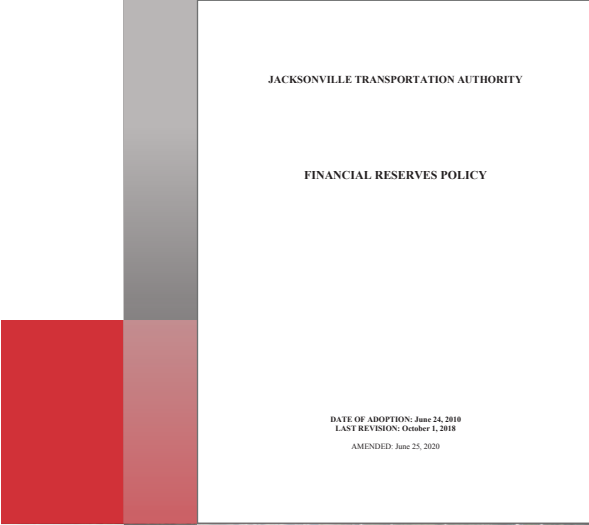 JACKSONVILLE TRANSPORTATION AUTHORITY
FINANCIAL RESERVES POLICY
DATE OF ADOPTION: June 24, 2010
LAST REVISION: October 1, 2018
AMENDED: June 25, 2020